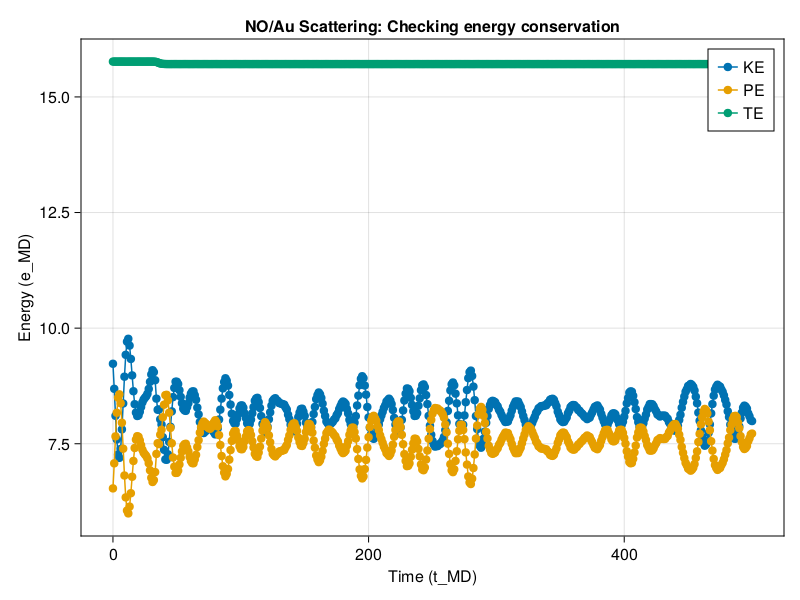 NO/Au Scattering: Checking energy conservation
KE
PE
TE
15.0
12.5
10.0
7.5
Energy (e_MD)
0
200
400
Time (t_MD)